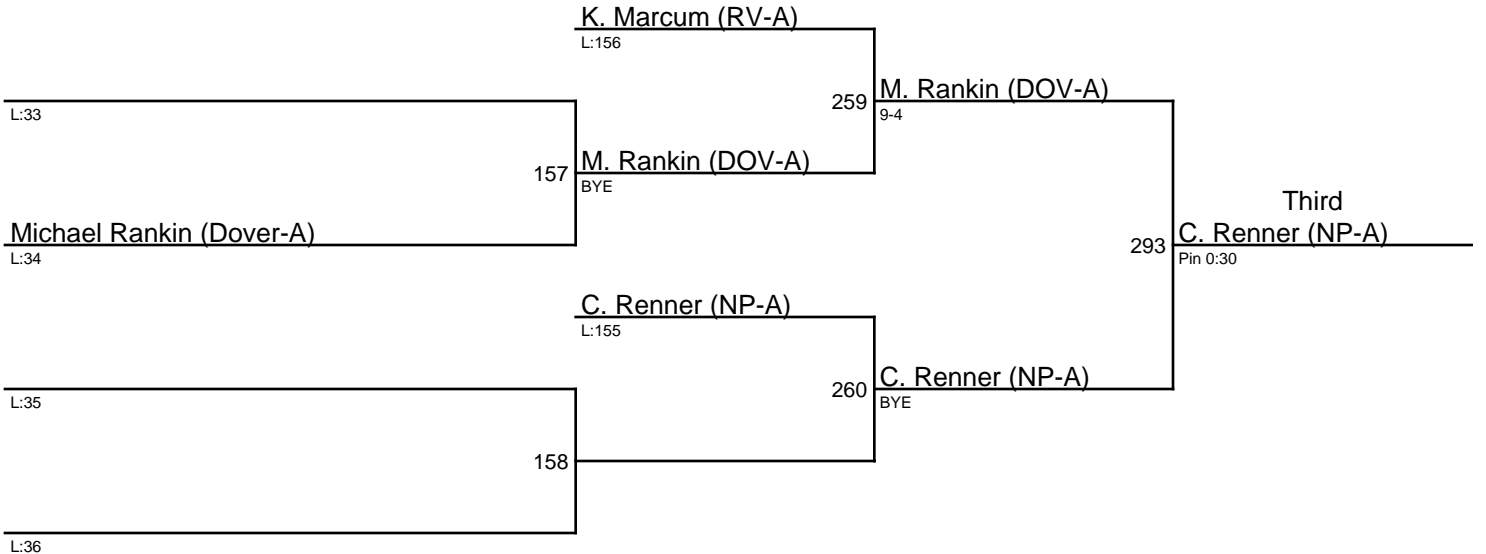 K. Marcum (RV-A)
L:156
L:33
259
M. Rankin (DOV-A)
9-4
157
M. Rankin (DOV-A)
BYE
Michael Rankin (Dover-A)
L:34
Third
293
C. Renner (NP-A)
Pin 0:30
C. Renner (NP-A)
L:155
L:35
260
C. Renner (NP-A)
BYE
158
L:36